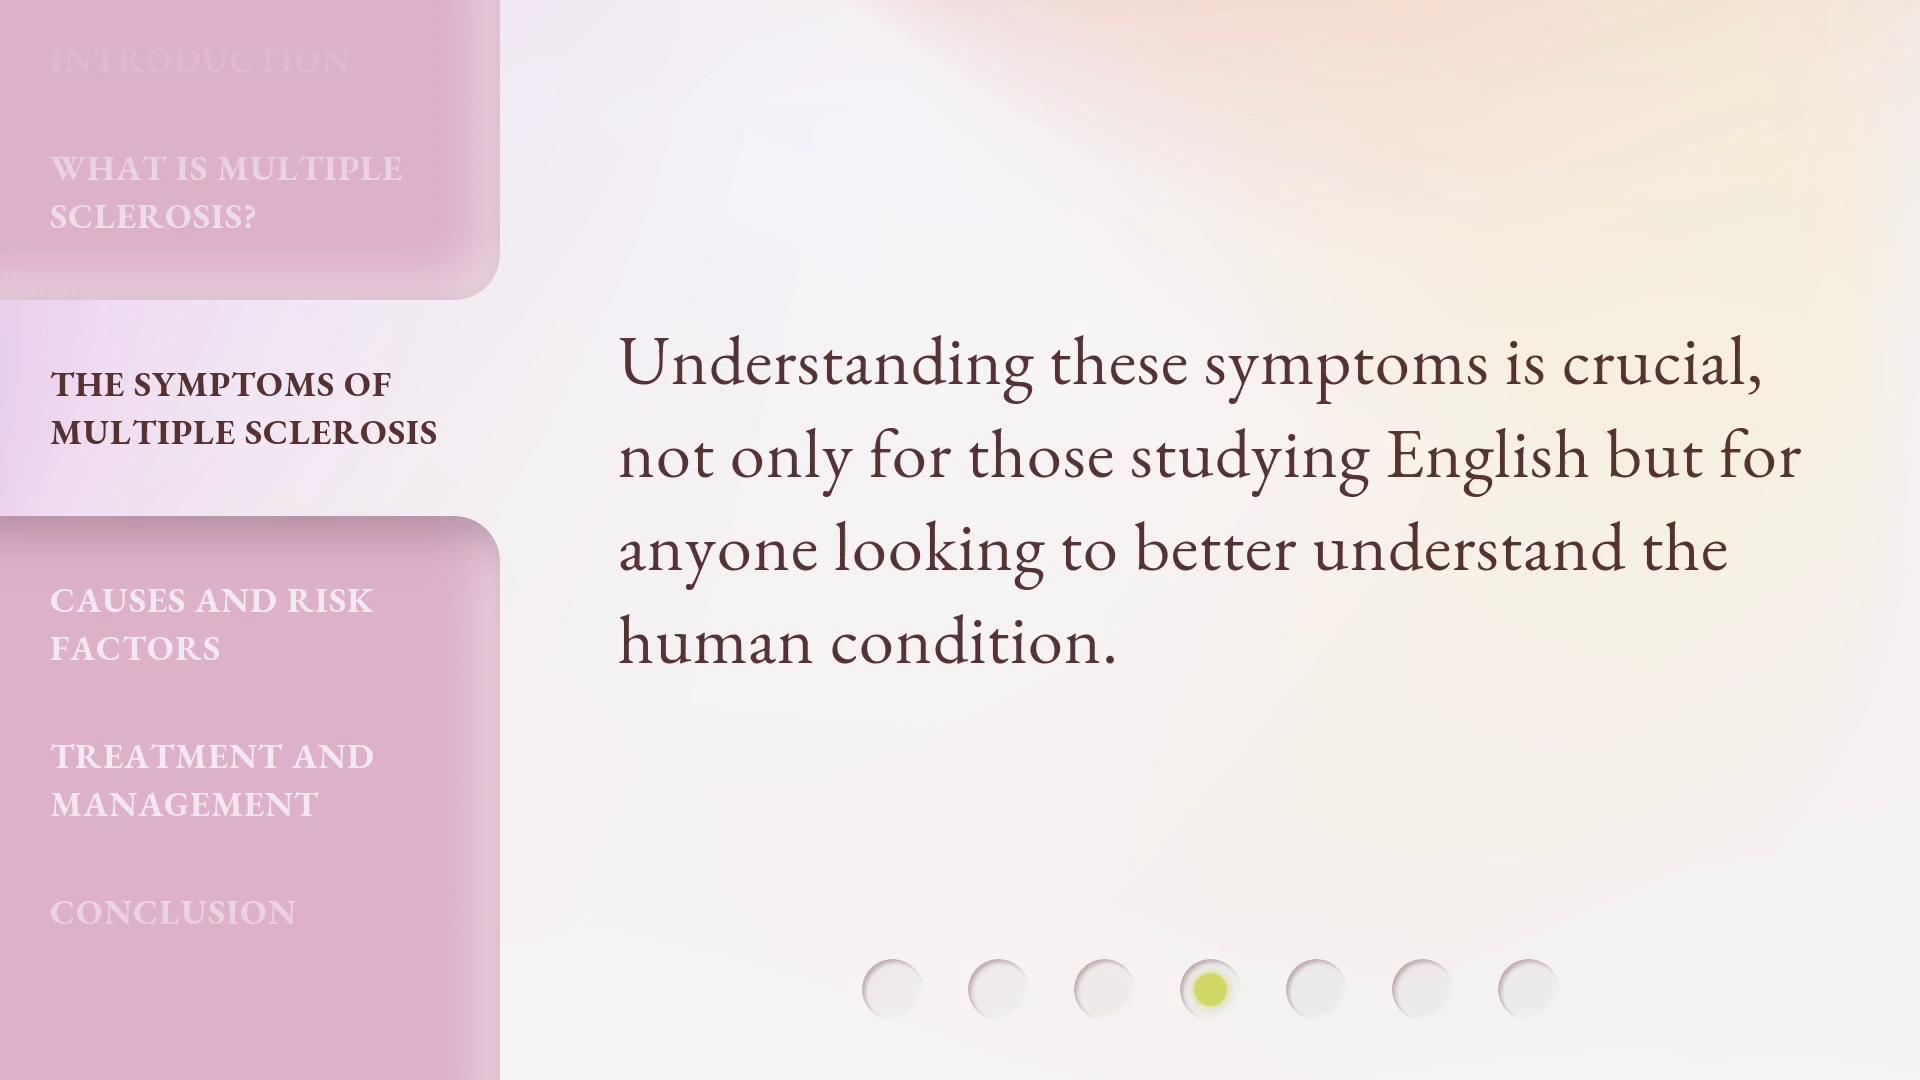 INTRODUCTION
WHAT IS MULTIPLE
SCLEROSIS?
THE SYMPTOMS OF
MULTIPLE SCLEROSIS
CAUSES AND RISK
FACTORS
TREATMENT AND
MANAGEMENT
CONCLUSION
Understanding these symptoms is crucial,
not only for those studying English but for
anyone looking to better understand the
human condition.